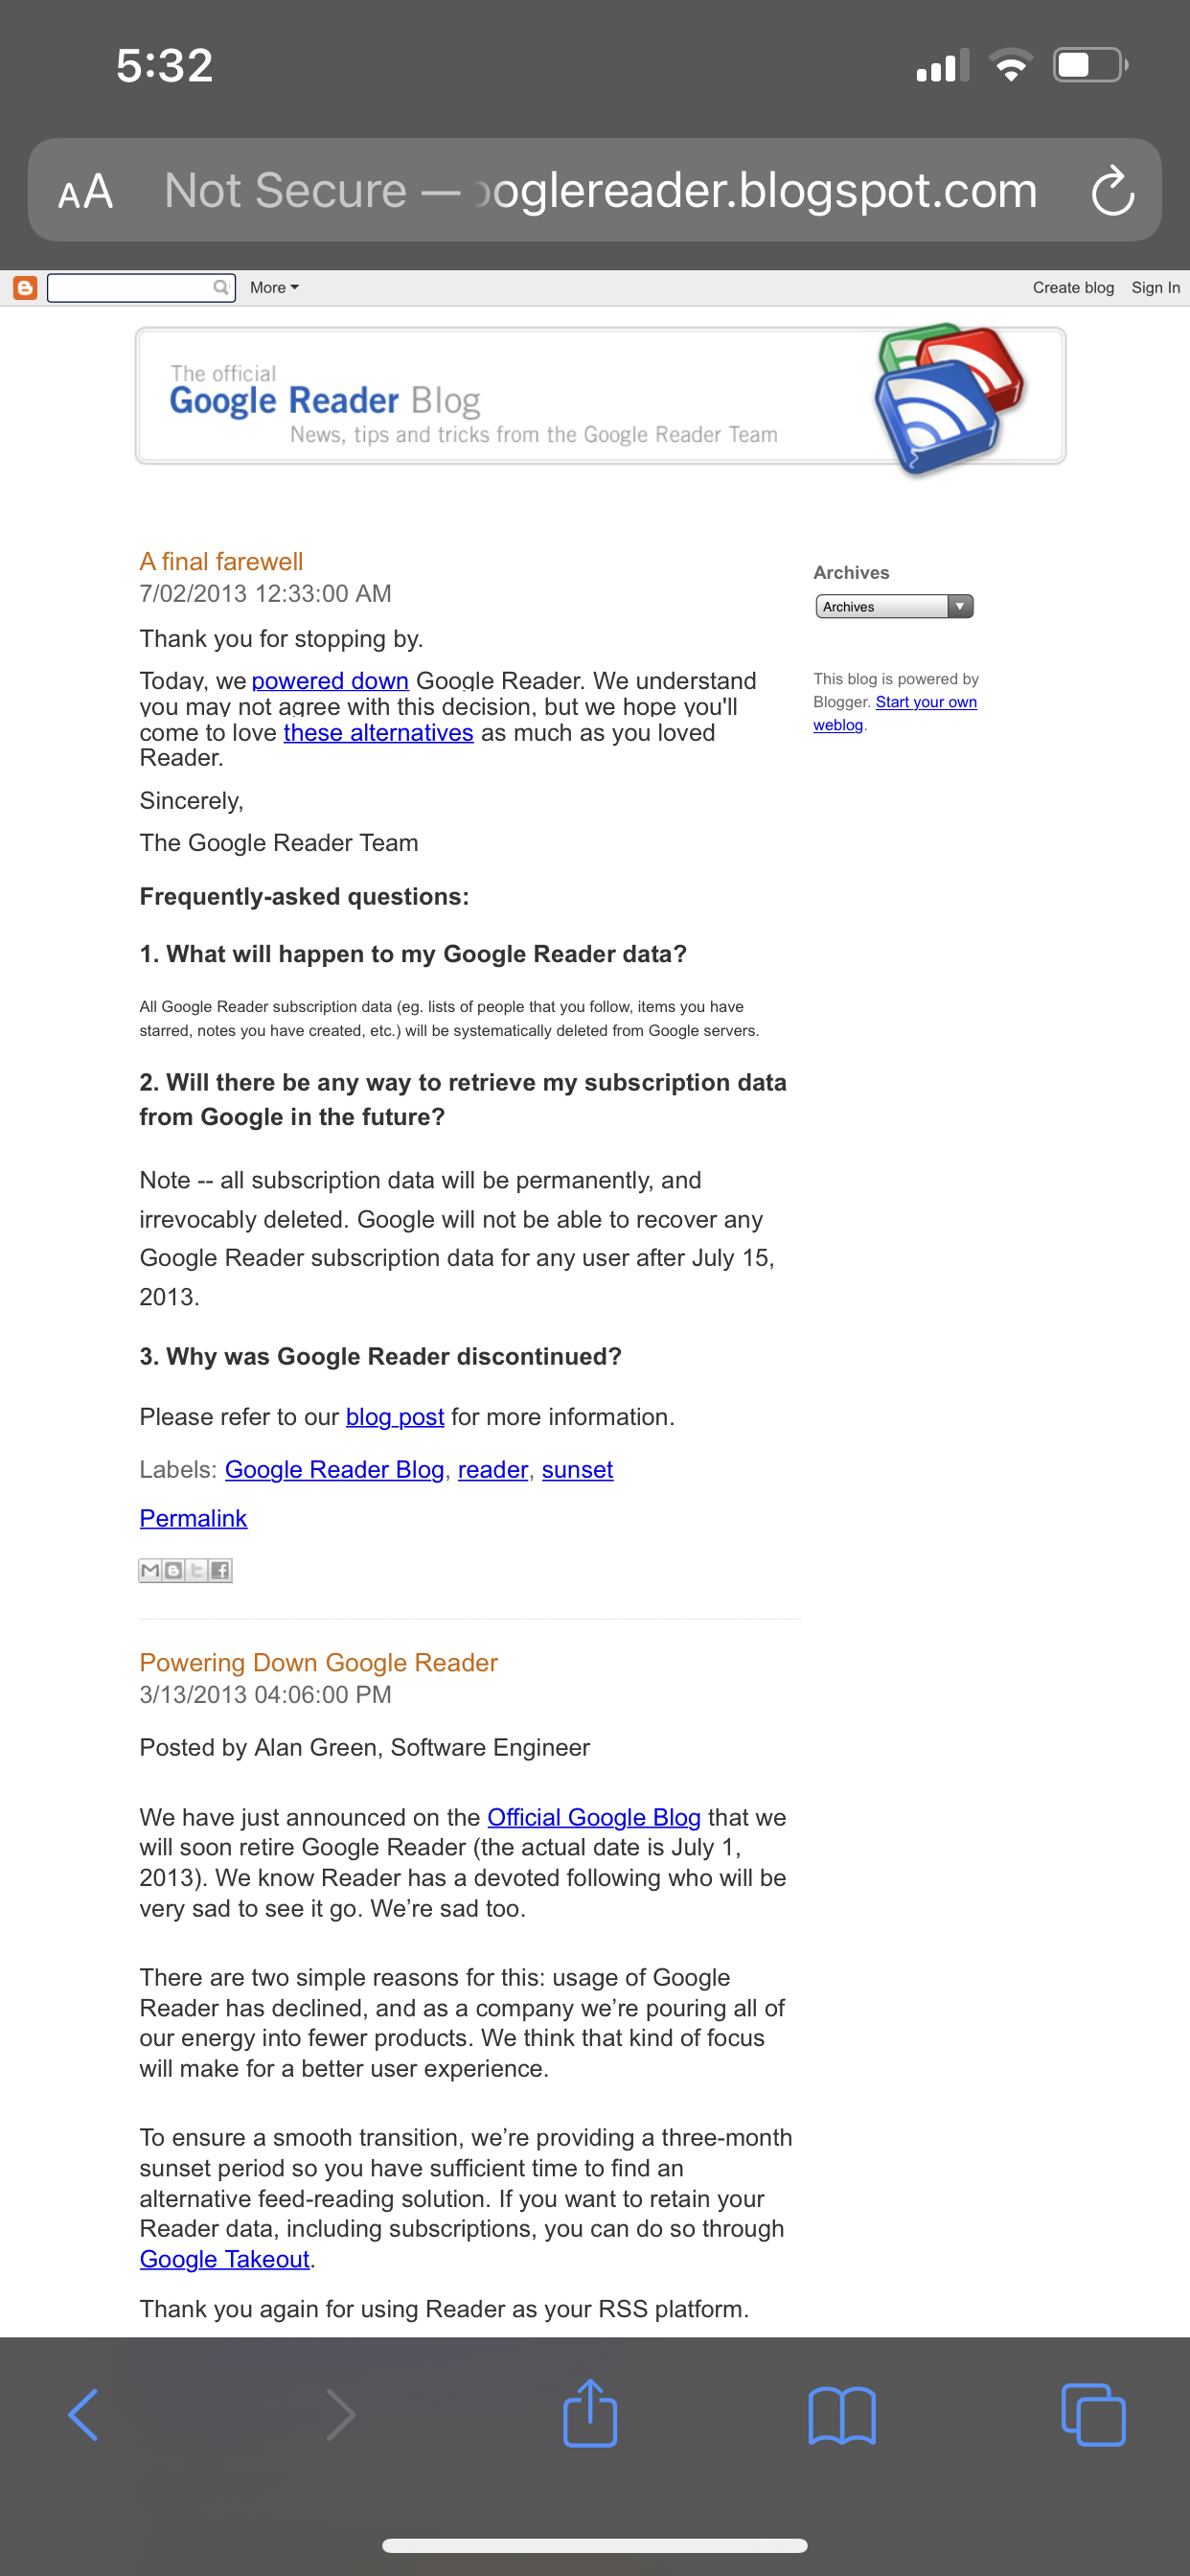 5:32
AA Not Secure — oglereader.blogspot.com
More Create blog Sign In
The official
Google Reader Blog
News, tips and tricks from the Google Reader Team
A final farewell
7/02/2013 12:33:00 AM
Thank you for stopping by.
Today, we powered down Google Reader. We understand
you may not agree with this decision, but we hope you'll
come to love these alternatives as much as you loved
Reader.
Sincerely,
The Google Reader Team
Frequently-asked questions:
1. What will happen to my Google Reader data?
All Google Reader subscription data (eg. lists of people that you follow, items you have
starred, notes you have created, etc.) will be systematically deleted from Google servers.
2. Will there be any way to retrieve my subscription data
from Google in the future?
Note -- all subscription data will be permanently, and
irrevocably deleted. Google will not be able to recover any
Google Reader subscription data for any user after July 15,
2013.
3. Why was Google Reader discontinued?
Please refer to our blog post for more information.
Labels: Google Reader Blog, reader, sunset
Permalink
Archives
Archives
This blog is powered by
Blogger. Start your own
weblog.
Powering Down Google Reader
3/13/2013 04:06:00 PM
Posted by Alan Green, Software Engineer
We have just announced on the Official Google Blog that we
will soon retire Google Reader (the actual date is July 1,
2013). We know Reader has a devoted following who will be
very sad to see it go. We’re sad too.
There are two simple reasons for this: usage of Google
Reader has declined, and as a company we’re pouring all of
our energy into fewer products. We think that kind of focus
will make for a better user experience.
To ensure a smooth transition, we’re providing a three-month
sunset period so you have sufficient time to find an
alternative feed-reading solution. If you want to retain your
Reader data, including subscriptions, you can do so through
Google Takeout.
Thank you again for using Reader as your RSS platform.